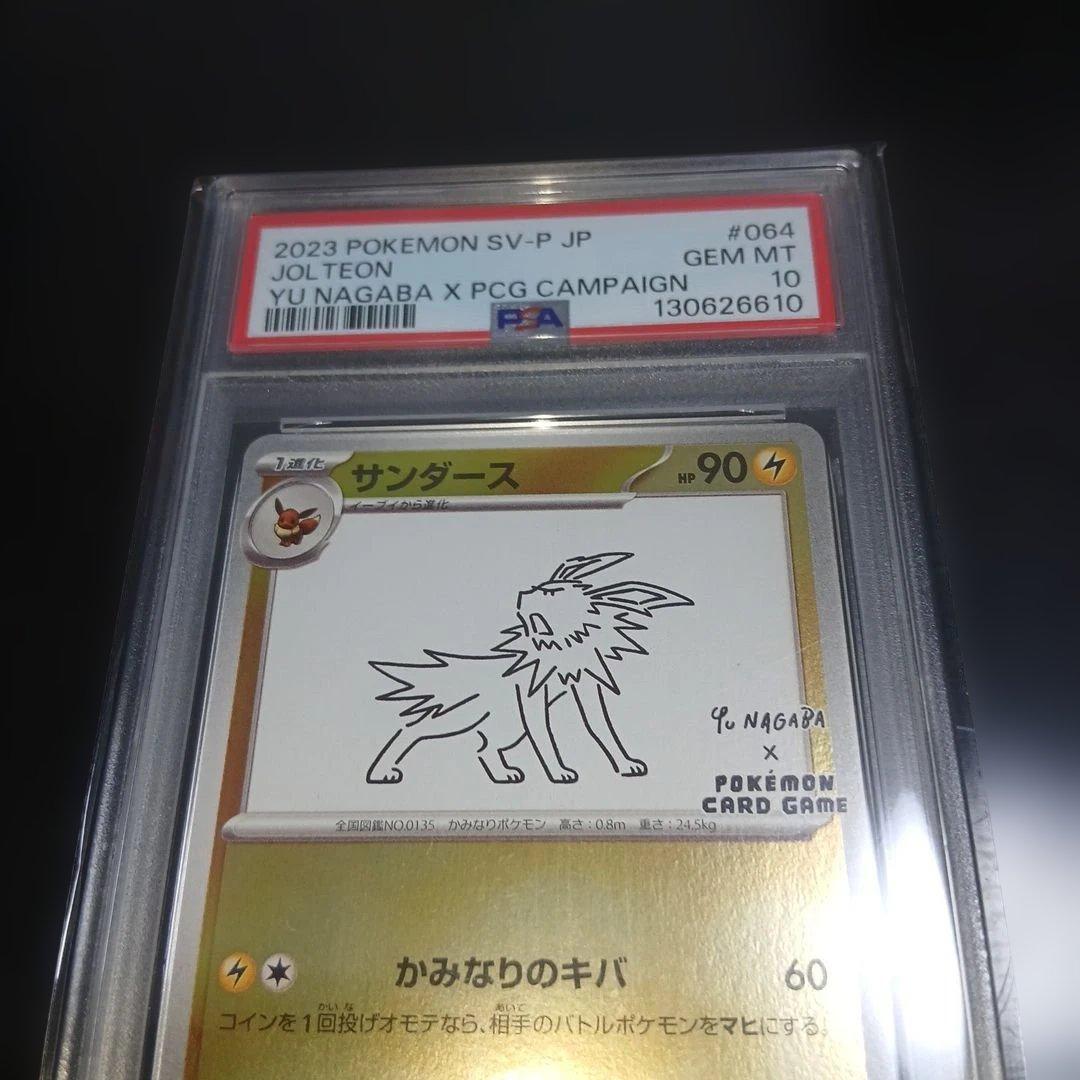 2023 POKEMON SV-P JP #064
JOLTEON GEM MT
YU NAGABA X PCG CAMPAIGN 10
130626610
PSA
1進化 サンダース HP90
イーブイから進化
Yu NAGABA
×
POKÉMON
CARD GAME
全国図鑑NO.0135 かみなりポケモン 高さ:0.8m 重さ:24.5kg
かみなりのキバ 60
コインを1回投げオモテなら、相手のバトルポケモンをマヒにする。